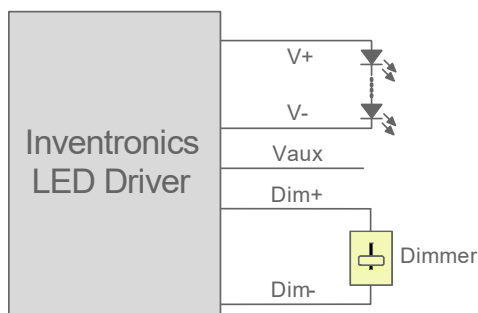 Inventronics
LED Driver
V+
V-
Vaux
Dim+
Dimmer
Dim-